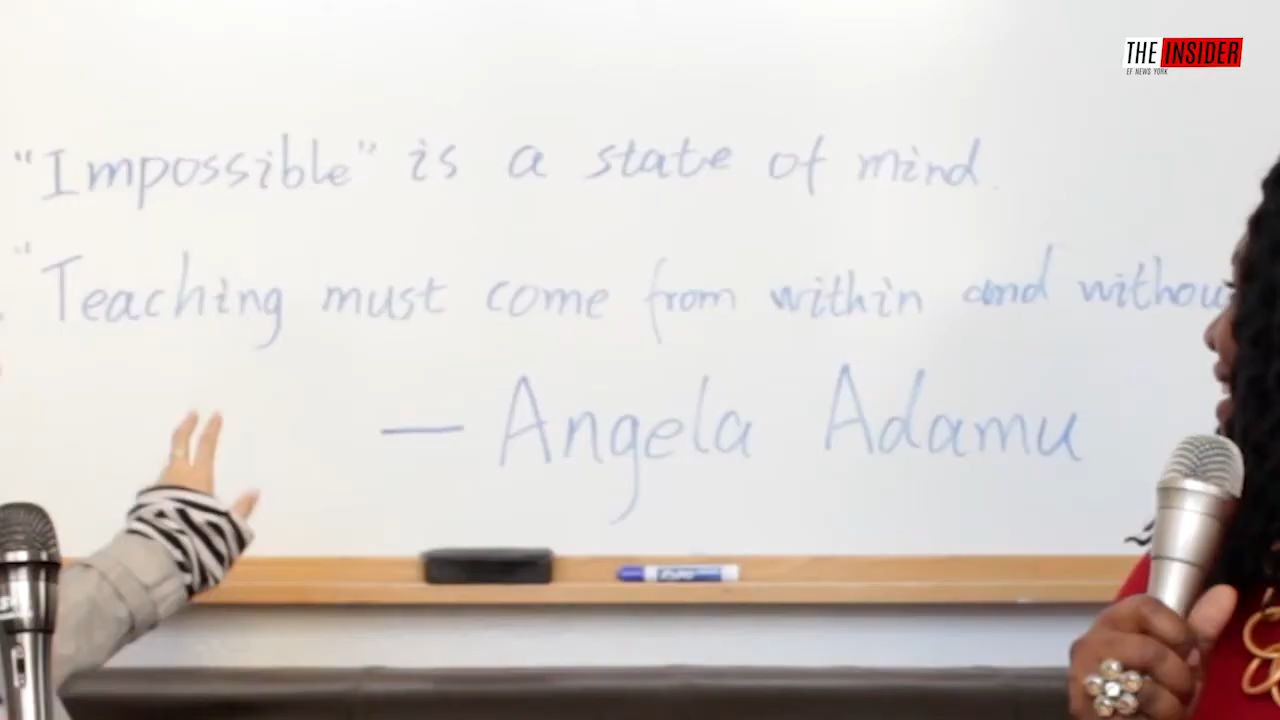 THE INSIDER
EF NEWS YORK
"Impossible" is a state of mind.
"Teaching must come from within and withou
— Angela Adamu
Expo